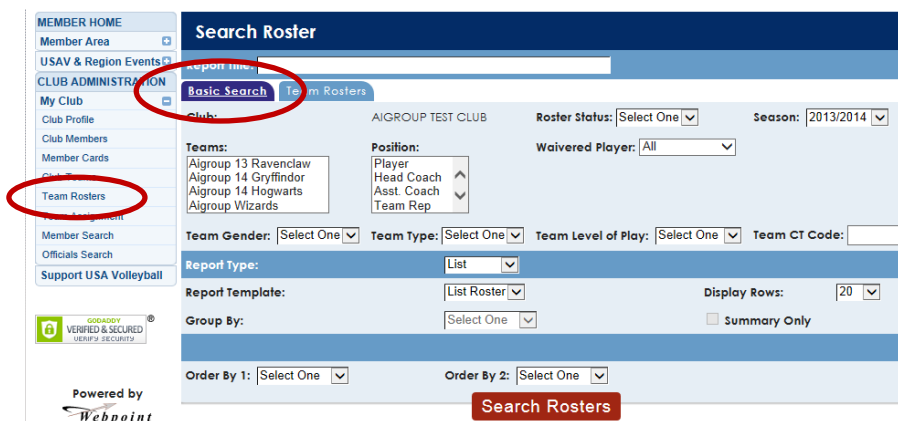 MEMBER HOME
Member Area
USAV & Region Events
CLUB ADMINISTRATION
My Club
Club Profile
Club Members
Member Cards
Club Teams
Team Rosters
Team Assignment
Member Search
Officials Search
Support USA Volleyball
GODADDY
VERIFIED & SECURED
VERIFY SECURITY
®
Powered by
Webpoint
Search Roster
Report Title:
Basic Search Team Rosters
Club: AIGROUP TEST CLUB Roster Status: Select One Season: 2013/2014
Teams: Position: Waivered Player: All
Aigroup 13 Ravenclaw
Aigroup 14 Gryffindor
Aigroup 14 Hogwarts
Aigroup Wizards
Player
Head Coach
Asst. Coach
Team Rep
Team Gender: Select One Team Type: Select One Team Level of Play: Select One Team CT Code:
Report Type: List
Report Template: List Roster Display Rows: 20
Group By: Select One Summary Only
Order By 1: Select One Order By 2: Select One
Search Rosters